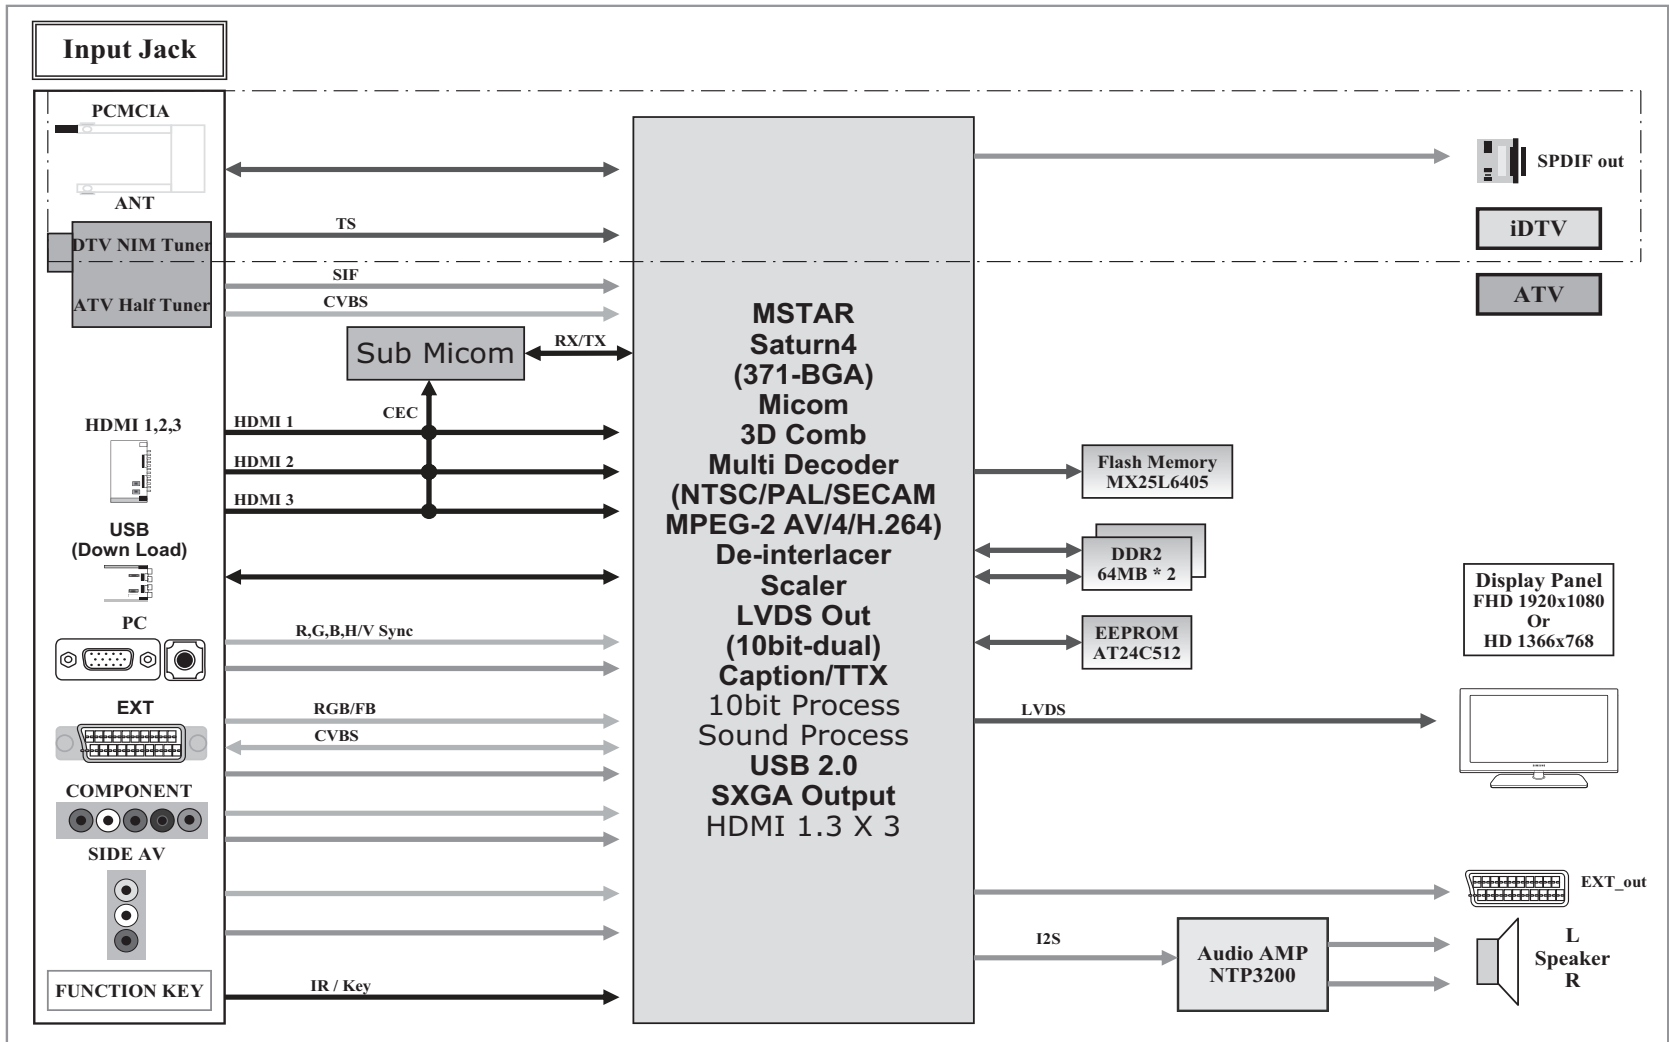 Input Jack
PCMCIA
ANT
DTV NIM Tuner
ATV Half Tuner
TS
SIF
CVBS
Sub Micom
RX/TX
CEC
HDMI 1,2,3
HDMI 1
HDMI 2
HDMI 3
USB
(Down Load)
PC
R,G,B,H/V Sync
EXT
RGB/FB
CVBS
COMPONENT
SIDE AV
FUNCTION KEY
IR / Key
MSTAR
Saturn4
(371-BGA)
Micom
3D Comb
Multi Decoder
(NTSC/PAL/SECAM
MPEG-2 AV/4/H.264)
De-interlacer
Scaler
LVDS Out
(10bit-dual)
Caption/TTX
10bit Process
Sound Process
USB 2.0
SXGA Output
HDMI 1.3 X 3
SPDIF out
iDTV
ATV
Flash Memory
MX25L6405
DDR2
64MB * 2
EEPROM
AT24C512
Display Panel
FHD 1920x1080
Or
HD 1366x768
LVDS
EXT_out
I2S
Audio AMP
NTP3200
L
Speaker
R